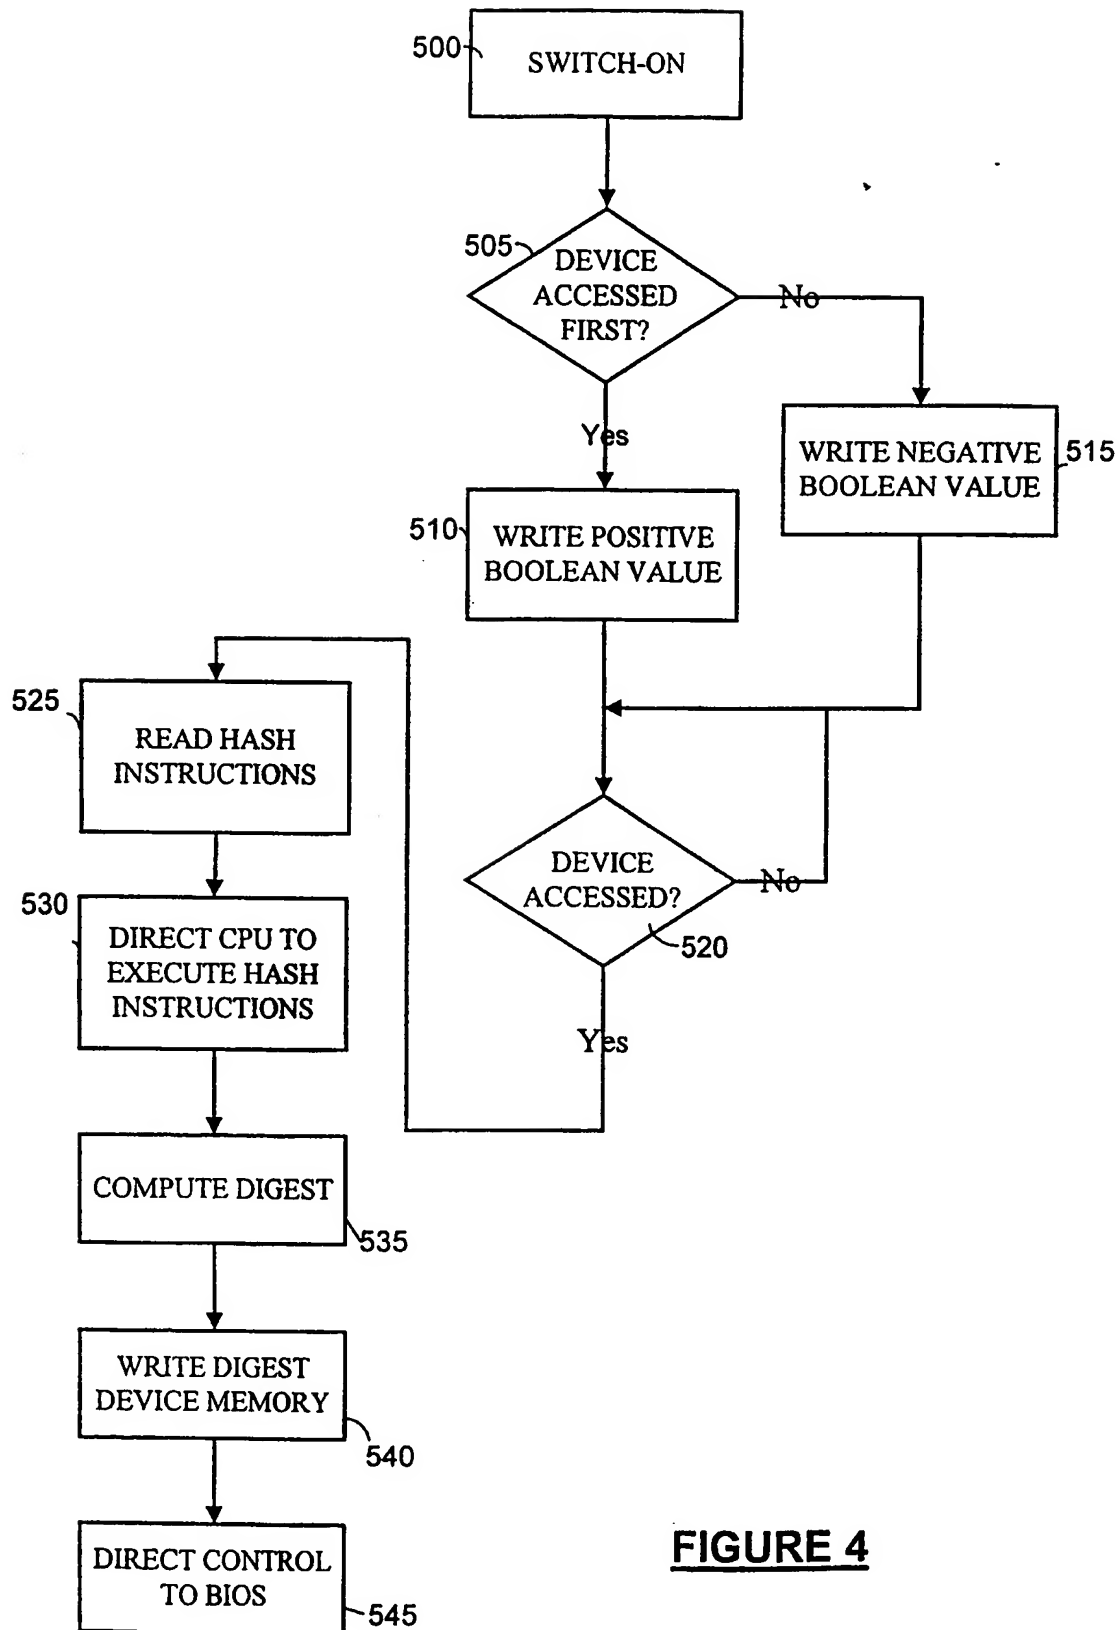 500
SWITCH-ON
505
DEVICE
ACCESSED
FIRST?
No
Yes
WRITE NEGATIVE
BOOLEAN VALUE
515
510
WRITE POSITIVE
BOOLEAN VALUE
525
READ HASH
INSTRUCTIONS
DEVICE
ACCESSED?
No
520
Yes
530
DIRECT CPU TO
EXECUTE HASH
INSTRUCTIONS
COMPUTE DIGEST
535
WRITE DIGEST
DEVICE MEMORY
540
DIRECT CONTROL
TO BIOS
545
FIGURE 4